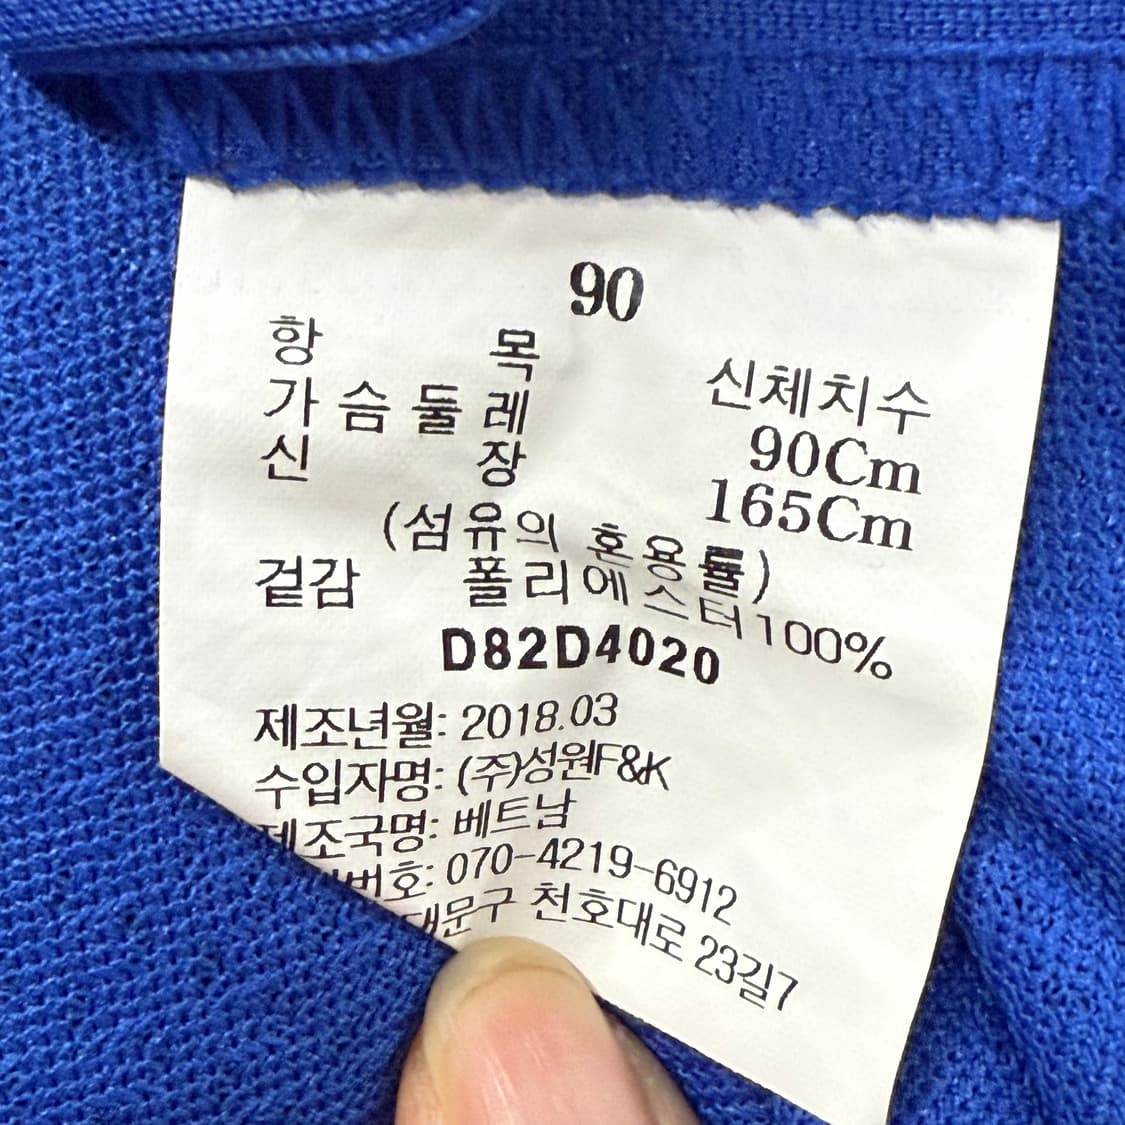 90
항 목 신체치수
가슴둘레 90Cm
신 장 165Cm
(섬유의 혼용률)
겉감 폴리에스터100%
D82D4020
제조년월: 2018.03
수입자명: (주)성원F&K
제조국명: 베트남
번호: 070-4219-6912
대문구 천호대로 23길7